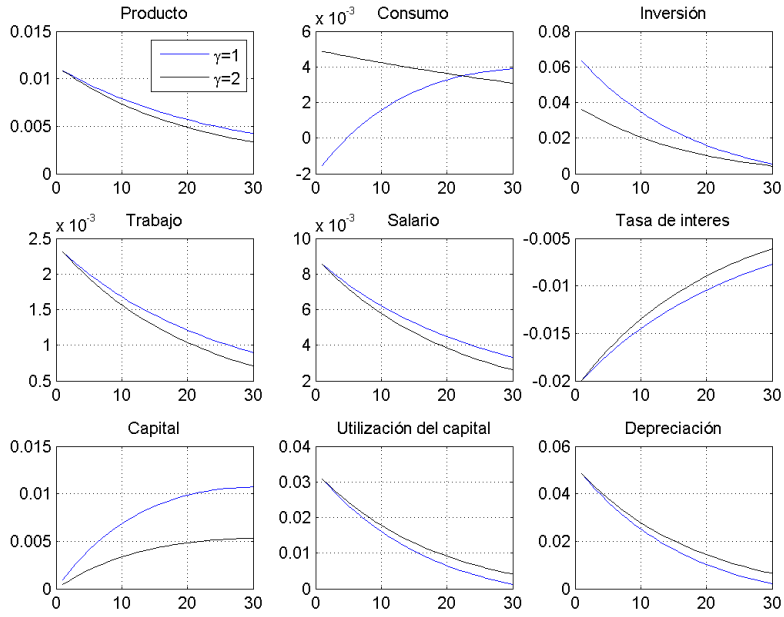 Producto
0.015
0.01
0.005
0
0 10 20 30
γ=1
γ=2
Consumo
x 10⁻³
6
4
2
0
-2
0 10 20 30
Inversión
0.08
0.06
0.04
0.02
0
0 10 20 30
Trabajo
x 10⁻³
2.5
2
1.5
1
0.5
0 10 20 30
Salario
x 10⁻³
10
8
6
4
2
0 10 20 30
Tasa de interes
-0.005
-0.01
-0.015
-0.02
0 10 20 30
Capital
0.015
0.01
0.005
0
0 10 20 30
Utilización del capital
0.04
0.03
0.02
0.01
0
0 10 20 30
Depreciación
0.06
0.04
0.02
0
0 10 20 30